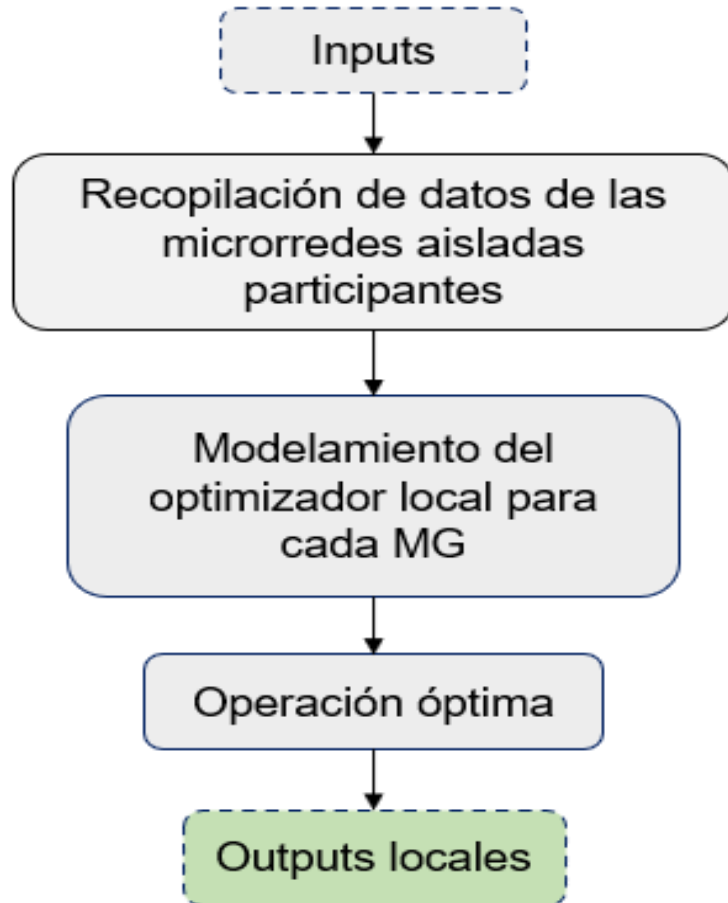 Inputs
Recopilación de datos de las
microrredes aisladas
participantes
Modelamiento del
optimizador local para
cada MG
Operación óptima
Outputs locales